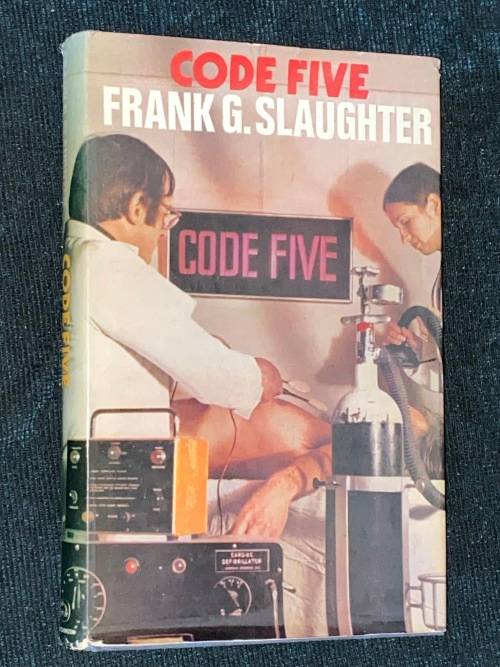 CODE FIVE
FRANK G. SLAUGHTER
CODE FIVE
CODE FIVE
CARDIAC
DEFIBRILLATOR